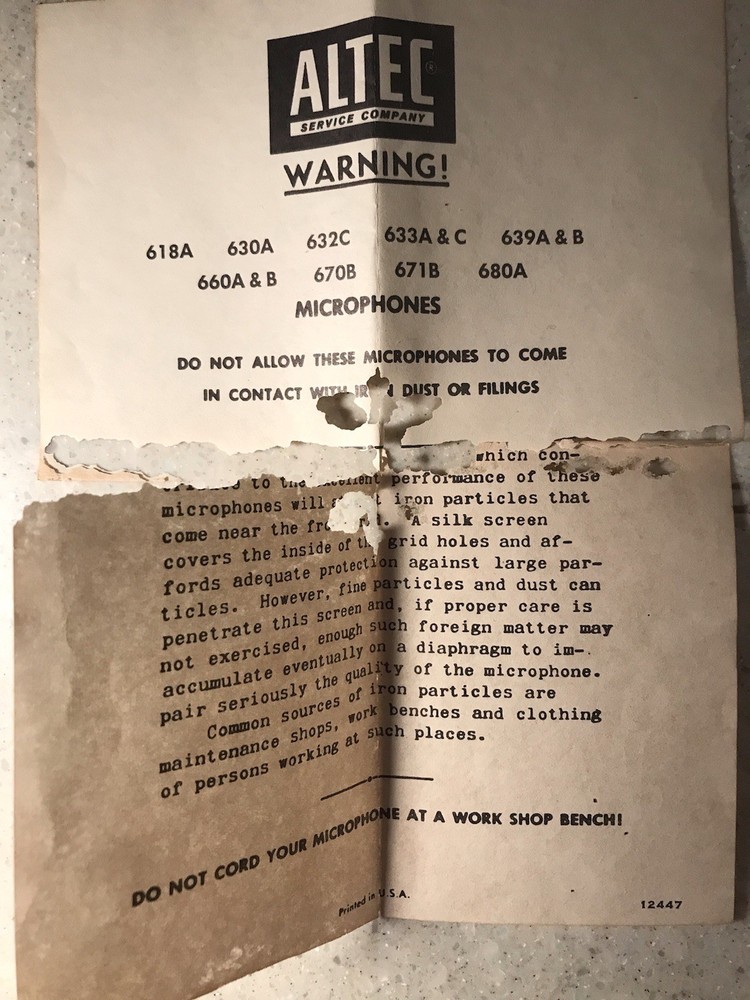 ALTEC ®
SERVICE COMPANY
WARNING!
618A 630A 632C 633A & C 639A & B
660A & B 670B 671B 680A
MICROPHONES
DO NOT ALLOW THESE MICROPHONES TO COME
IN CONTACT WITH IRON DUST OR FILINGS
which con-
to the excellent performance of these
microphones will iron particles that
come near the A silk screen
covers the inside of the grid holes and af-
fords adequate protection against large par-
ticles. However, fine particles and dust can
penetrate this screen and, if proper care is
not exercised, enough such foreign matter may
accumulate eventually on a diaphragm to im-
pair seriously the quality of the microphone.
Common sources of iron particles are
maintenance shops, work benches and clothing
of persons working at such places.
DO NOT CORD YOUR MICROPHONE AT A WORK SHOP BENCH!
Printed in U.S.A.
12447